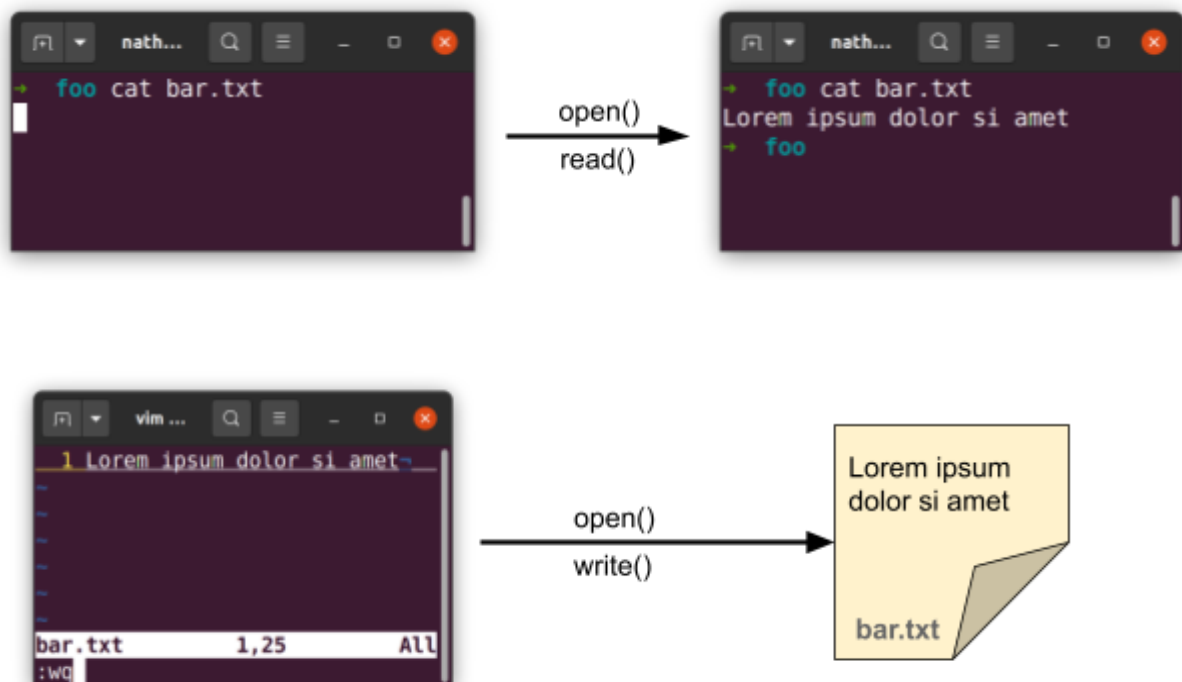 nath...
→ foo cat bar.txt
open()
read()
nath...
→ foo cat bar.txt
Lorem ipsum dolor si amet
→ foo
vim ...
1 Lorem ipsum dolor si amet¬
~
~
~
~
~
~
bar.txt 1,25 All
:wq
open()
write()
Lorem ipsum
dolor si amet
bar.txt